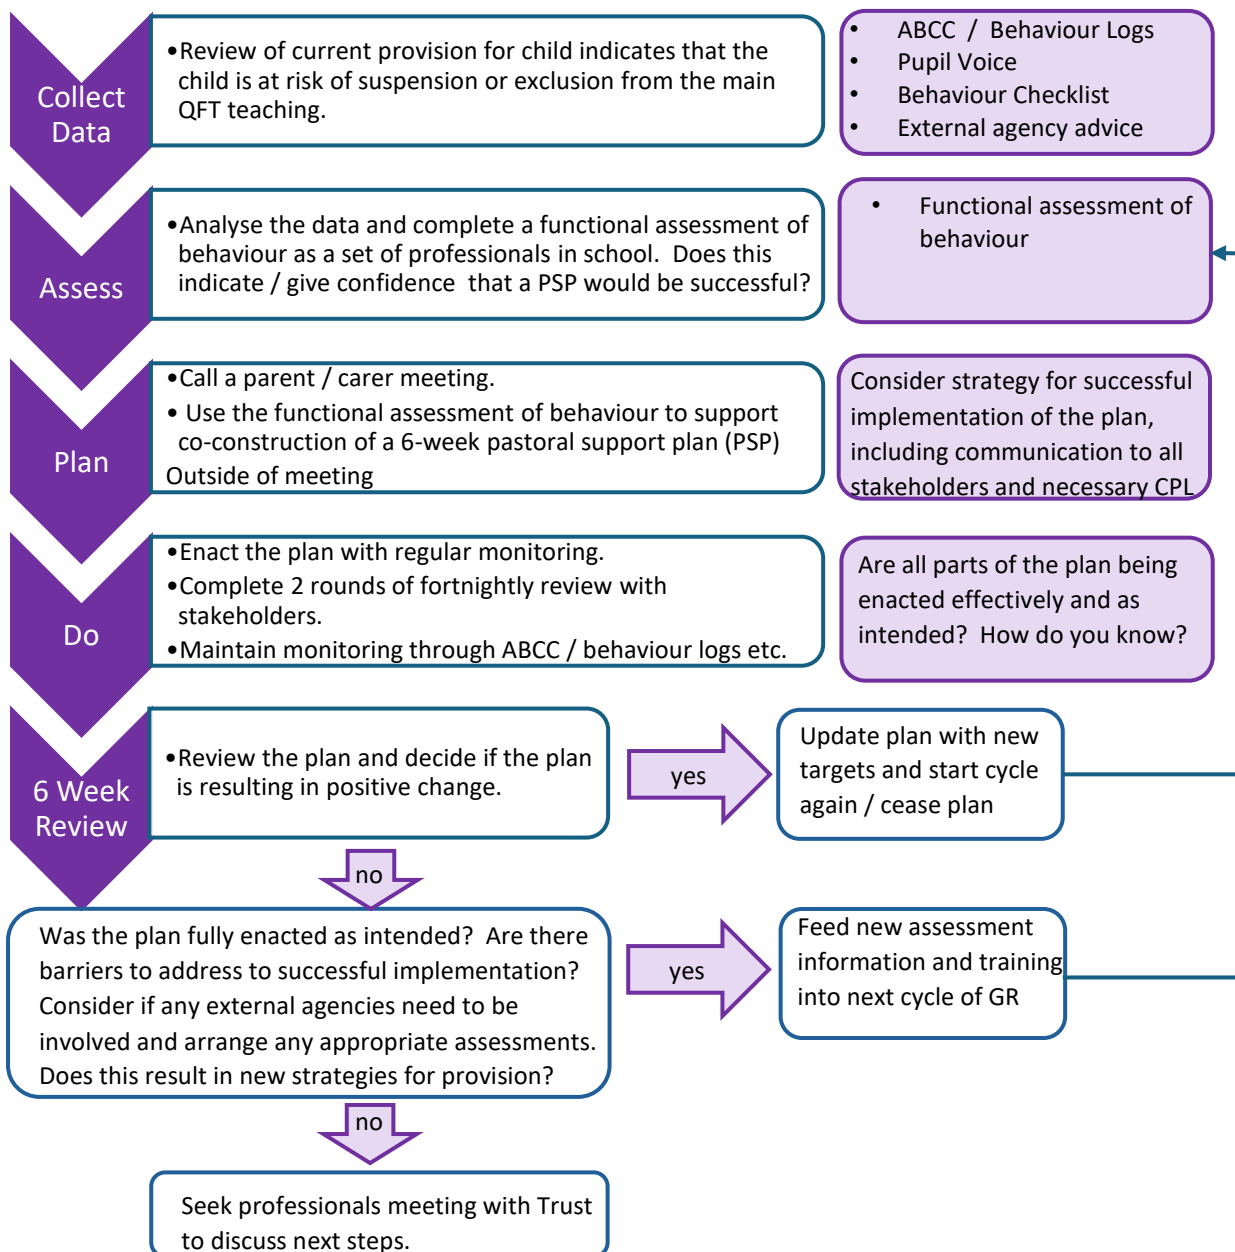 Collect
Data
•Review of current provision for child indicates that the
child is at risk of suspension or exclusion from the main
QFT teaching.
• ABCC / Behaviour Logs
• Pupil Voice
• Behaviour Checklist
• External agency advice
Assess
•Analyse the data and complete a functional assessment of
behaviour as a set of professionals in school. Does this
indicate / give confidence that a PSP would be successful?
• Functional assessment of
behaviour
Plan
•Call a parent / carer meeting.
• Use the functional assessment of behaviour to support
co-construction of a 6-week pastoral support plan (PSP)
Outside of meeting
Consider strategy for successful
implementation of the plan,
including communication to all
stakeholders and necessary CPL
Do
•Enact the plan with regular monitoring.
•Complete 2 rounds of fortnightly review with
stakeholders.
•Maintain monitoring through ABCC / behaviour logs etc.
Are all parts of the plan being
enacted effectively and as
intended? How do you know?
6 Week
Review
•Review the plan and decide if the plan
is resulting in positive change.
yes
Update plan with new
targets and start cycle
again / cease plan
no
Was the plan fully enacted as intended? Are there
barriers to address to successful implementation?
Consider if any external agencies need to be
involved and arrange any appropriate assessments.
Does this result in new strategies for provision?
yes
Feed new assessment
information and training
into next cycle of GR
no
Seek professionals meeting with Trust
to discuss next steps.